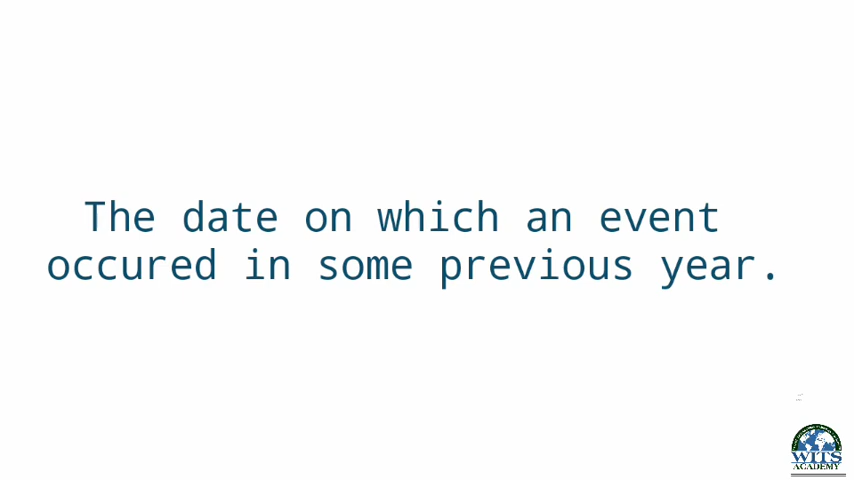 The date on which an event
occured in some previous year.
WITS
ACADEMY